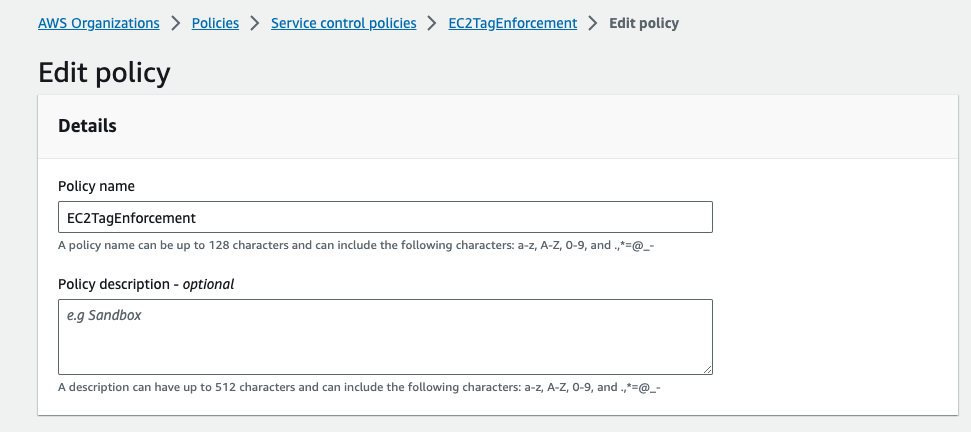 AWS Organizations > Policies > Service control policies > EC2TagEnforcement > Edit policy
Edit policy
Details
Policy name
EC2TagEnforcement
A policy name can be up to 128 characters and can include the following characters: a-z, A-Z, 0-9, and .,*=@_-
Policy description - optional
e.g Sandbox
A description can have up to 512 characters and can include the following characters: a-z, A-Z, 0-9, and .,*=@_-